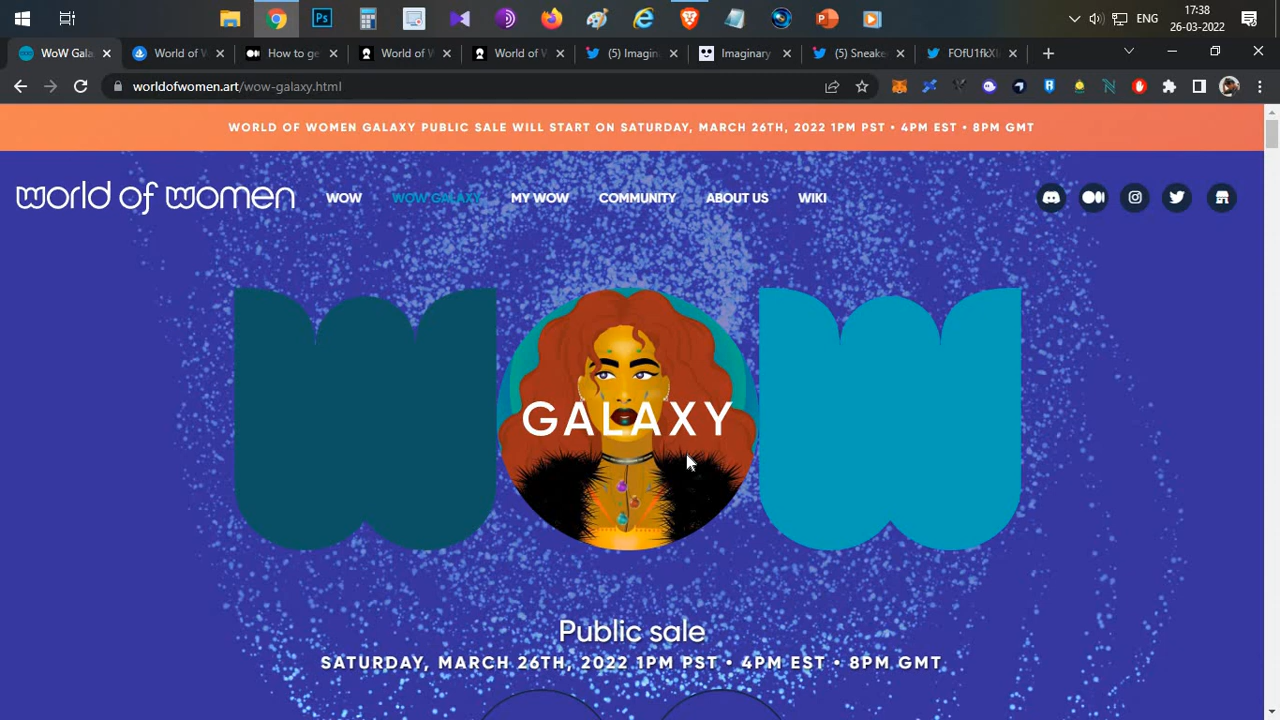 17:38
ENG
26-03-2022
WoW Gala
World of W
How to ge
World of W
World of W
(5) Imagin
Imaginary
(5) Sneake
FOfU1fkXk
worldofwomen.art/wow-galaxy.html
WORLD OF WOMEN GALAXY PUBLIC SALE WILL START ON SATURDAY, MARCH 26TH, 2022 1PM PST • 4PM EST • 8PM GMT
world of women WOW WOW GALAXY MY WOW COMMUNITY ABOUT US WIKI
GALAXY
Public sale
SATURDAY, MARCH 26TH, 2022 1PM PST • 4PM EST • 8PM GMT